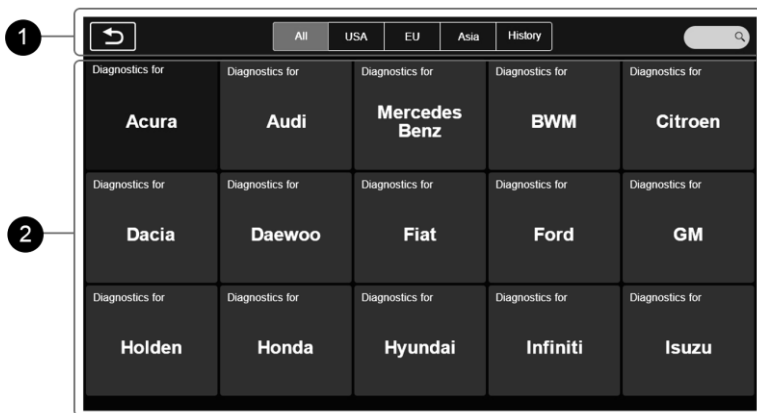 1
All USA EU Asia History
2
Diagnostics for Diagnostics for Diagnostics for Diagnostics for Diagnostics for
Acura Audi Mercedes Benz BWM Citroen
Diagnostics for Diagnostics for Diagnostics for Diagnostics for Diagnostics for
Dacia Daewoo Fiat Ford GM
Diagnostics for Diagnostics for Diagnostics for Diagnostics for Diagnostics for
Holden Honda Hyundai Infiniti Isuzu